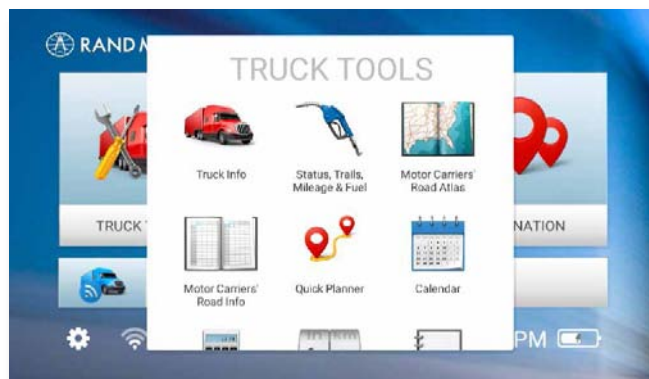 RAND M
TRUCK TOOLS
Truck Info
Status, Trails,
Mileage & Fuel
Motor Carriers'
Road Atlas
TRUCK
NATION
Motor Carriers'
Road Info
Quick Planner
Calendar
PM